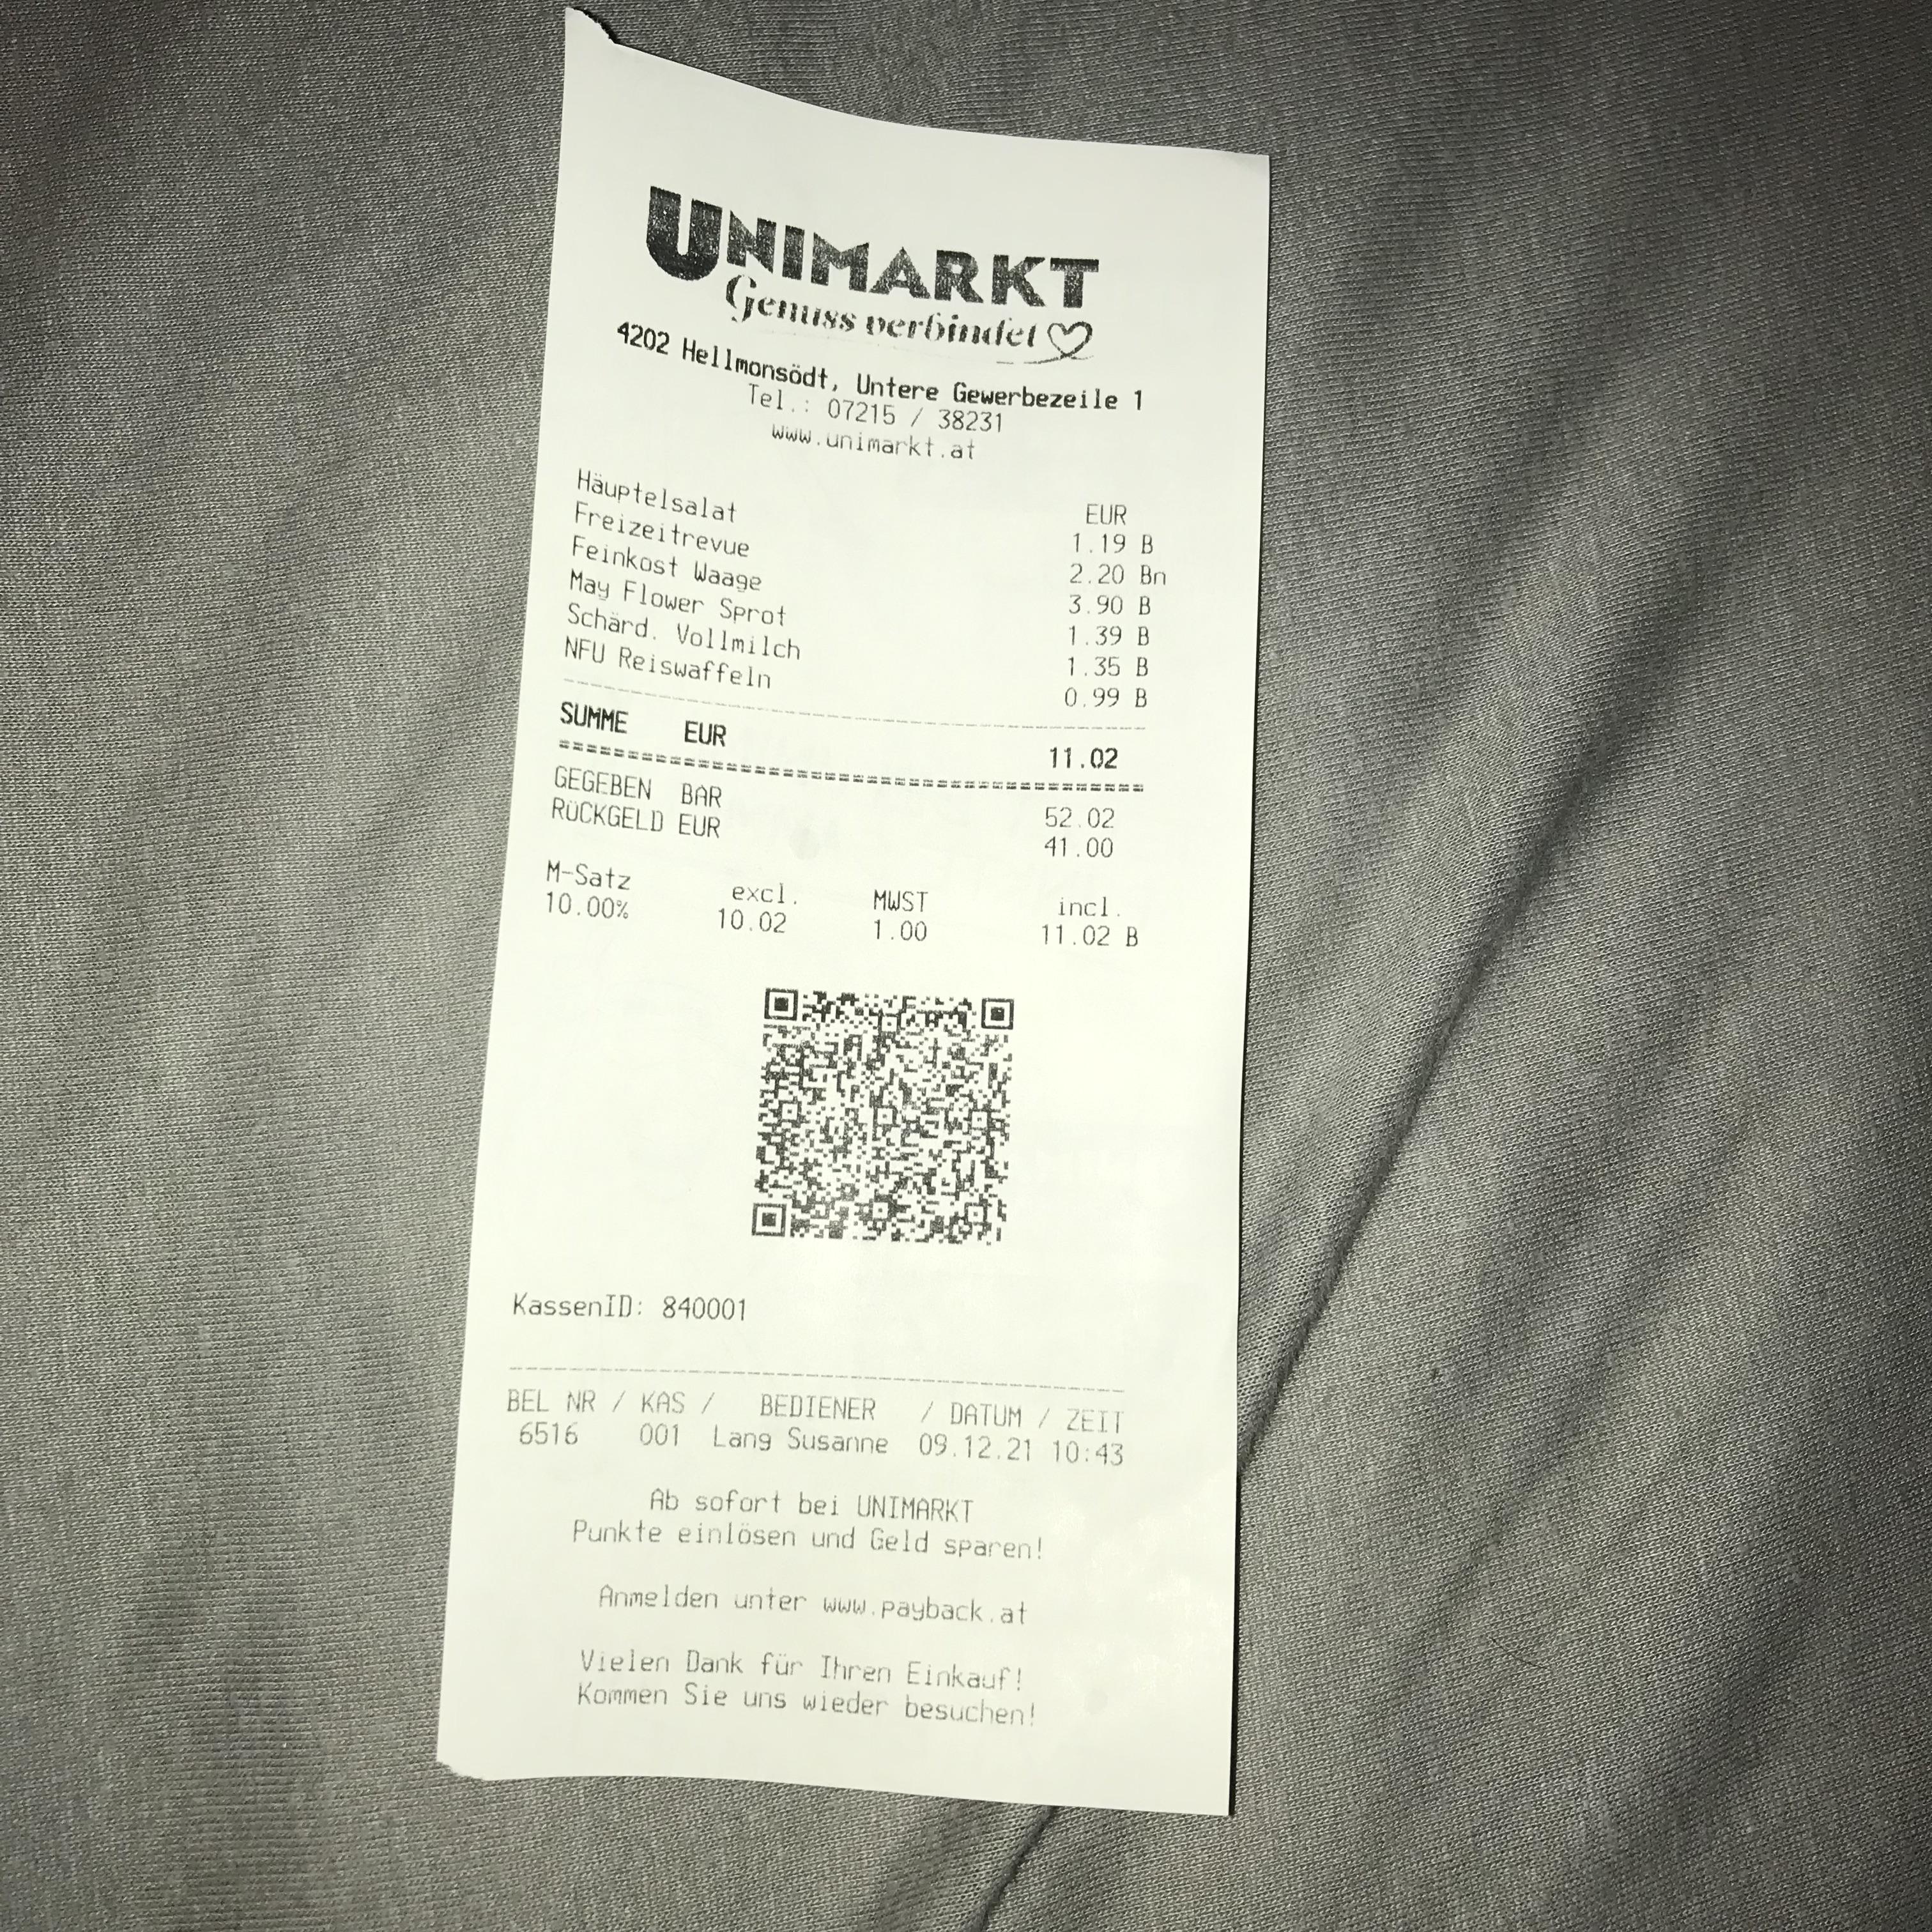 UNIMARKT
Genuss verbindet
4202 Hellmonsödt, Untere Gewerbezeile 1
Tel.: 07215 / 38231
www.unimarkt.at
EUR
Häuptelsalat 1.19 B
Freizeitrevue 2.20 Bn
Feinkost Waage 3.90 B
May Flower Sprot 1.39 B
Schärd. Vollmilch 1.35 B
NFU Reiswaffeln 0.99 B
SUMME EUR 11.02
GEGEBEN BAR 52.02
RÜCKGELD EUR 41.00
M-Satz excl. MWST incl.
10.00% 10.02 1.00 11.02 B
KassenID: 840001
BEL NR / KAS / BEDIENER / DATUM / ZEIT
6516 001 Lang Susanne 09.12.21 10:43
Ab sofort bei UNIMARKT
Punkte einlösen und Geld sparen!
Anmelden unter www.payback.at
Vielen Dank für Ihren Einkauf!
Kommen Sie uns wieder besuchen!